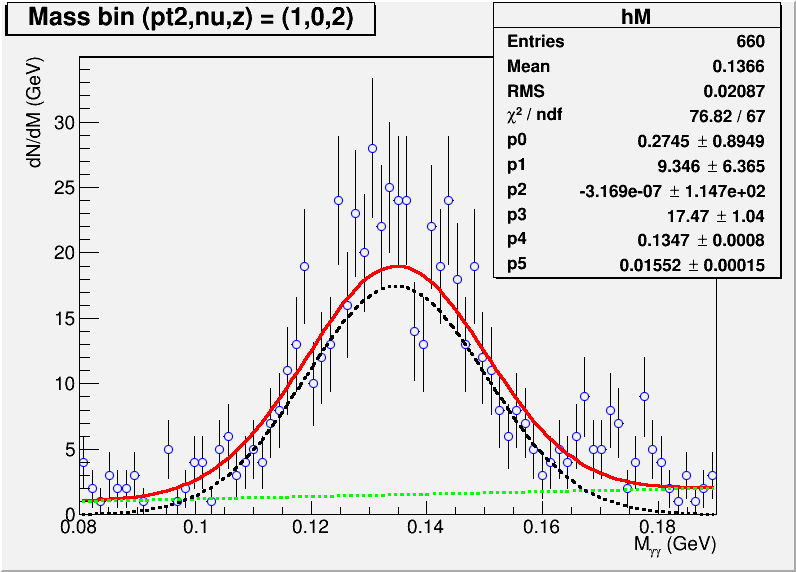 Mass bin (pt2,nu,z) = (1,0,2)
hM
Entries 660
Mean 0.1366
RMS 0.02087
χ² / ndf 76.82 / 67
p0 0.2745 ± 0.8949
p1 9.346 ± 6.365
p2 -3.169e-07 ± 1.147e+02
p3 17.47 ± 1.04
p4 0.1347 ± 0.0008
p5 0.01552 ± 0.00015
dN/dM (GeV)
30
25
20
15
10
5
0
0.08 0.1 0.12 0.14 0.16 0.18
Mγγ (GeV)